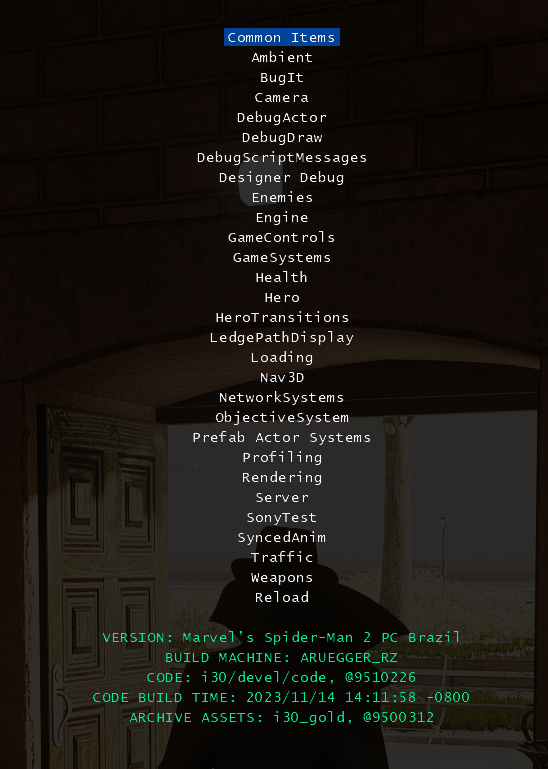 Common Items
Ambient
BugIt
Camera
DebugActor
DebugDraw
DebugScriptMessages
Designer Debug
Enemies
Engine
GameControls
GameSystems
Health
Hero
HeroTransitions
LedgePathDisplay
Loading
Nav3D
NetworkSystems
ObjectiveSystem
Prefab Actor Systems
Profiling
Rendering
Server
SonyTest
SyncedAnim
Traffic
Weapons
Reload
VERSION: Marvel's Spider-Man 2 PC Brazil
BUILD MACHINE: ARUEGGER_RZ
CODE: i30/devel/code, @9510226
CODE BUILD TIME: 2023/11/14 14:11:58 -0800
ARCHIVE ASSETS: i30_gold, @9500312